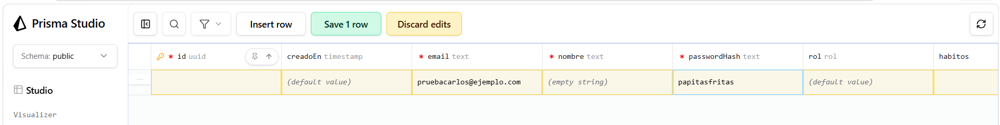 Prisma Studio
Insert row
Save 1 row
Discard edits
Schema: public
* id uuid
creadoEn timestamp
* email text
* nombre text
* passwordHash text
rol rol
habitos
(default value)
pruebacarlos@ejemplo.com
(empty string)
papitasfritas
(default value)
Studio
Visualizer